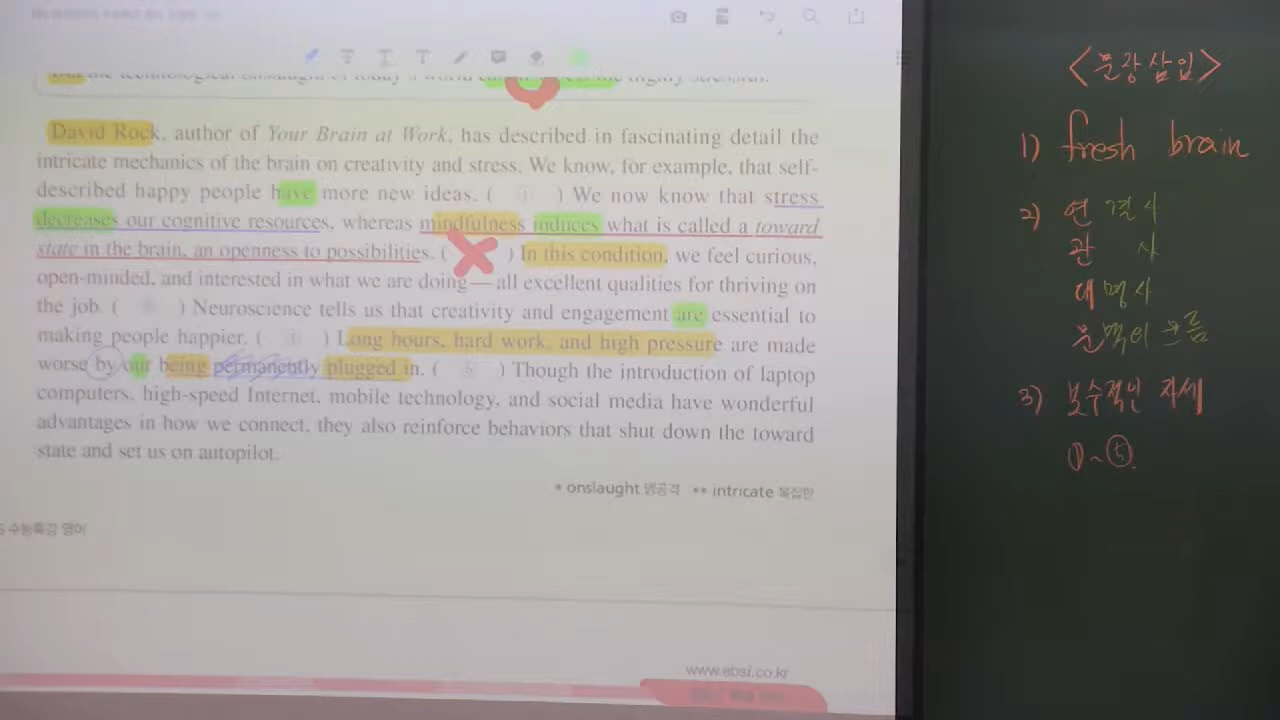 David Rock, author of Your Brain at Work, has described in fascinating detail the
intricate mechanics of the brain on creativity and stress. We know, for example, that self-
described happy people have more new ideas. ( ① ) We now know that stress
decreases our cognitive resources, whereas mindfulness induces what is called a toward
state in the brain, an openness to possibilities. ( ) In this condition, we feel curious,
open-minded, and interested in what we are doing — all excellent qualities for thriving on
the job. ( ) Neuroscience tells us that creativity and engagement are essential to
making people happier. ( ④ ) Long hours, hard work, and high pressure are made
worse by our being permanently plugged in. ( ⑤ ) Though the introduction of laptop
computers, high-speed Internet, mobile technology, and social media have wonderful
advantages in how we connect, they also reinforce behaviors that shut down the toward
state and set us on autopilot.
* onslaught 맹공격 ** intricate 복잡한
수능특강 영어
www.ebsi.co.kr
<문장삽입>
1) fresh brain
2) 연결사
관 사
대명사
문맥의 흐름
3) 보수적인 자세
①~⑤.